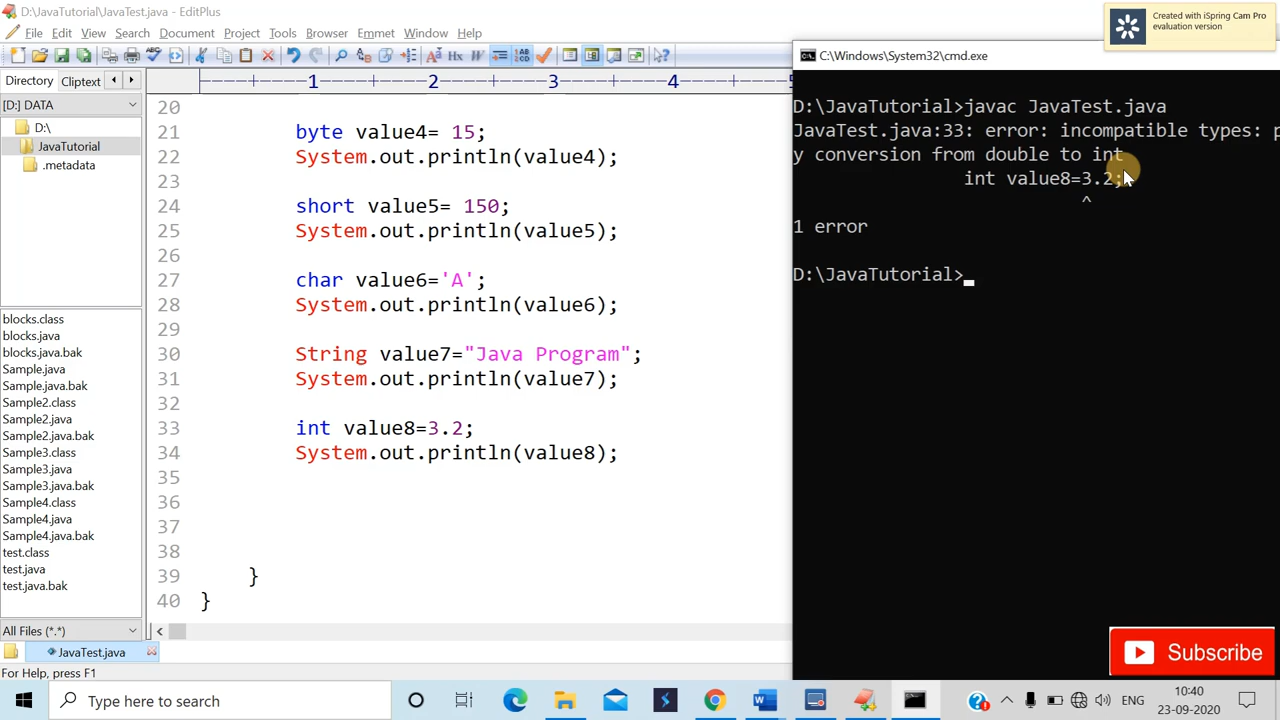 D:\JavaTutorial\JavaTest.java - EditPlus
File Edit View Search Document Project Tools Browser Emmet Window Help
Created with iSpring Cam Pro
evaluation version
Directory Cliptext
[D:] DATA
D:\
JavaTutorial
.metadata
blocks.class
blocks.java
blocks.java.bak
Sample.java
Sample.java.bak
Sample2.class
Sample2.java
Sample2.java.bak
Sample3.class
Sample3.java
Sample3.java.bak
Sample4.class
Sample4.java
Sample4.java.bak
test.class
test.java
test.java.bak
All Files (*.*)
1 2 3 4
20
21 byte value4= 15;
22 System.out.println(value4);
23
24 short value5= 150;
25 System.out.println(value5);
26
27 char value6='A';
28 System.out.println(value6);
29
30 String value7="Java Program";
31 System.out.println(value7);
32
33 int value8=3.2;
34 System.out.println(value8);
35
36
37
38
39 }
40 }
JavaTest.java
For Help, press F1
C:\Windows\System32\cmd.exe
D:\JavaTutorial>javac JavaTest.java
JavaTest.java:33: error: incompatible types: p
y conversion from double to int
int value8=3.2;
^
1 error
D:\JavaTutorial>
Subscribe
Type here to search
ENG
10:40
23-09-2020